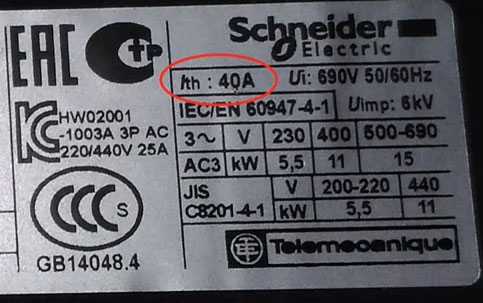 EAC
Schneider
Electric
Ith : 40A Ui: 690V 50/60Hz
IEC/EN 60947-4-1 Uimp: 6kV
HW02001
-1003A 3P AC
220/440V 25A
3~ V 230 400 500-690
AC3 kW 5,5 11 15
JIS V 200-220 440
C8201-4-1 kW 5,5 11
CCC S
GB14048.4
Telemecanique